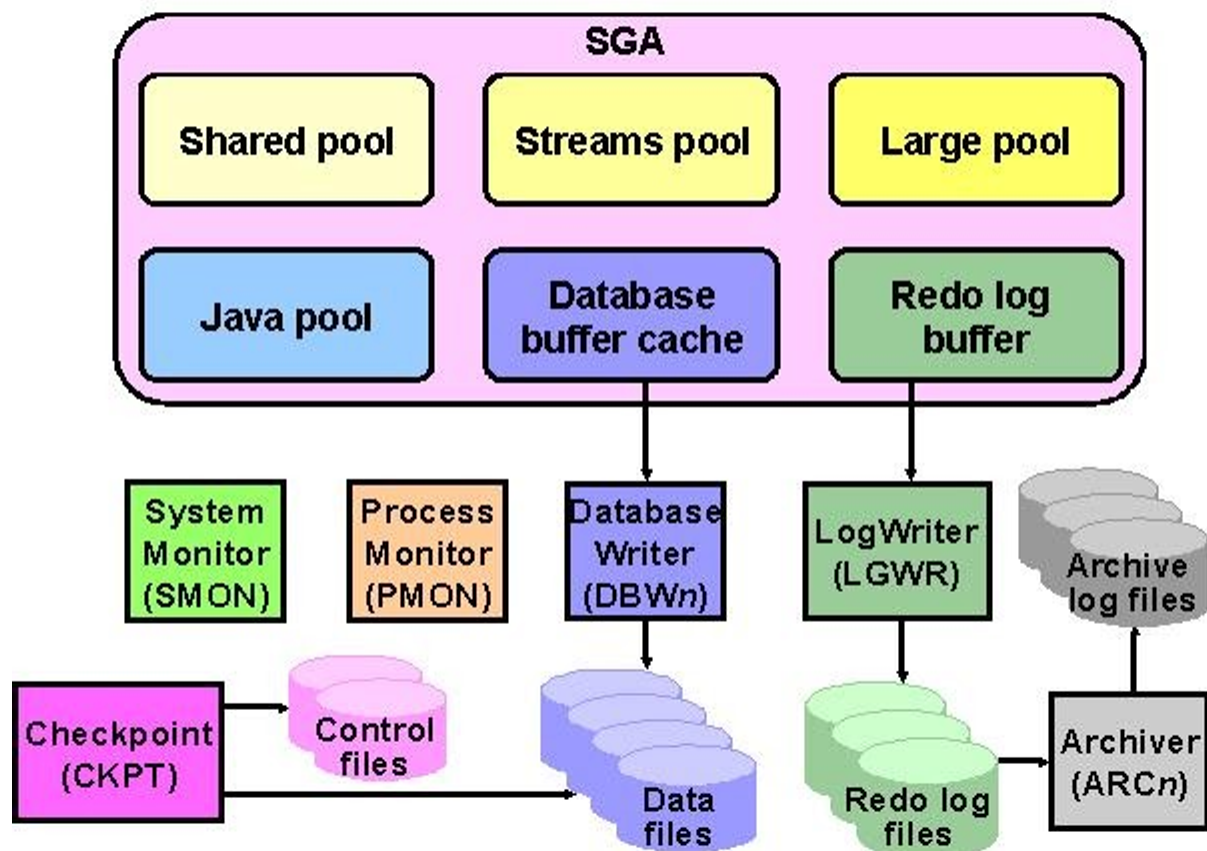 SGA
Shared pool
Streams pool
Large pool
Java pool
Database
buffer cache
Redo log
buffer
System
Monitor
(SMON)
Process
Monitor
(PMON)
Database
Writer
(DBWn)
LogWriter
(LGWR)
Archive
log files
Checkpoint
(CKPT)
Control
files
Data
files
Redo log
files
Archiver
(ARCn)